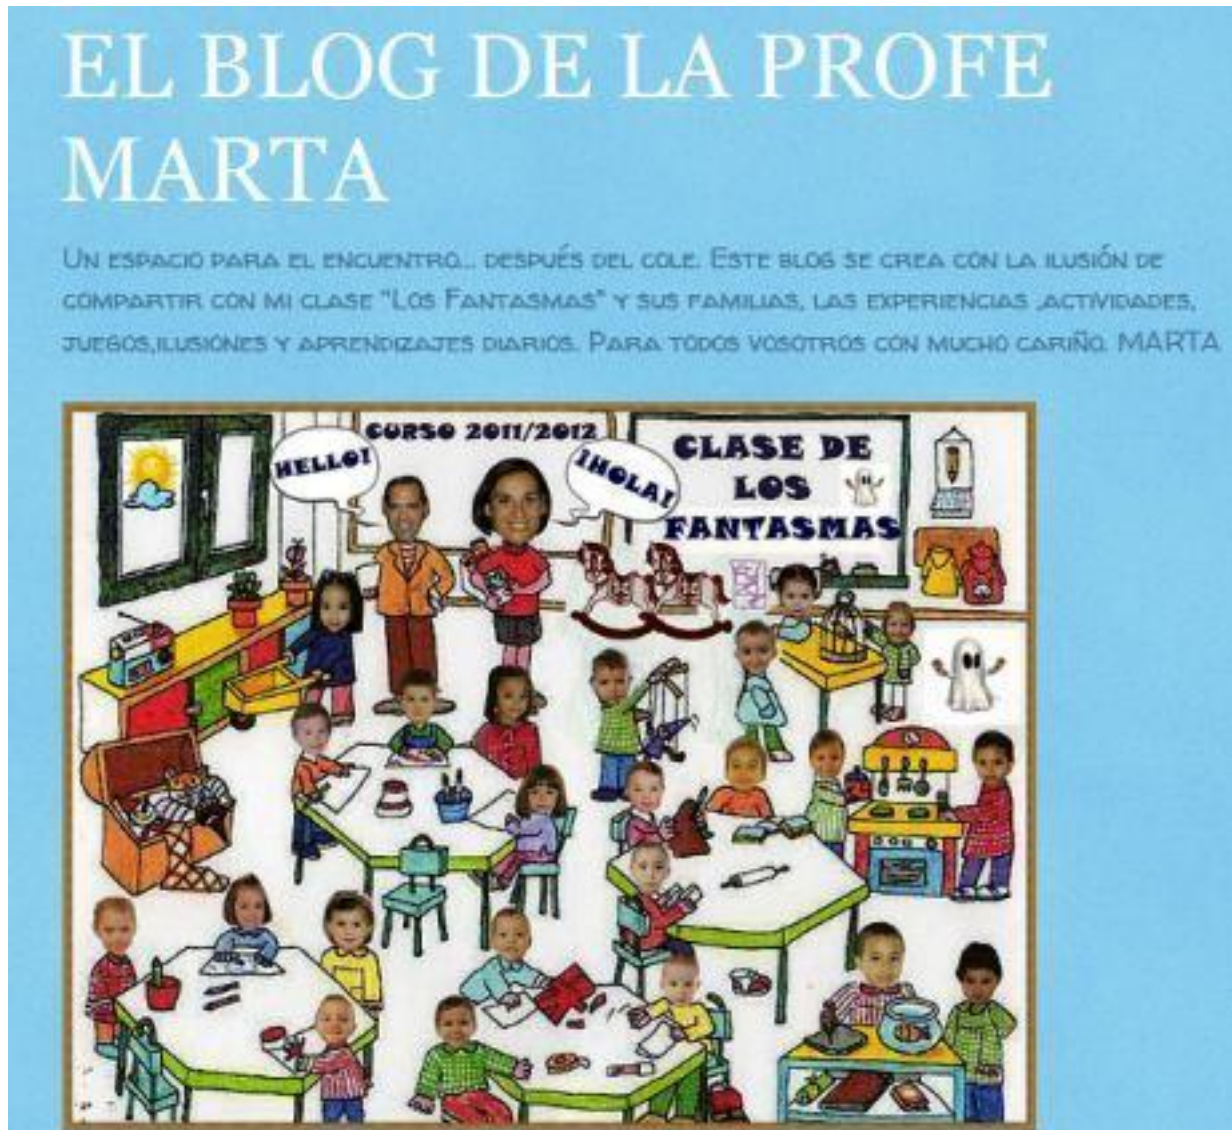 EL BLOG DE LA PROFE
MARTA
Un espacio para el encuentro... después del cole. Este blog se crea con la ilusión de
compartir con mi clase "Los Fantasmas" y sus familias, las experiencias ,actividades,
juegos,ilusiones y aprendizajes diarios. Para todos vosotros con mucho cariño. MARTA
CURSO 2011/2012
HELLO!
¡HOLA!
CLASE DE
LOS
FANTASMAS